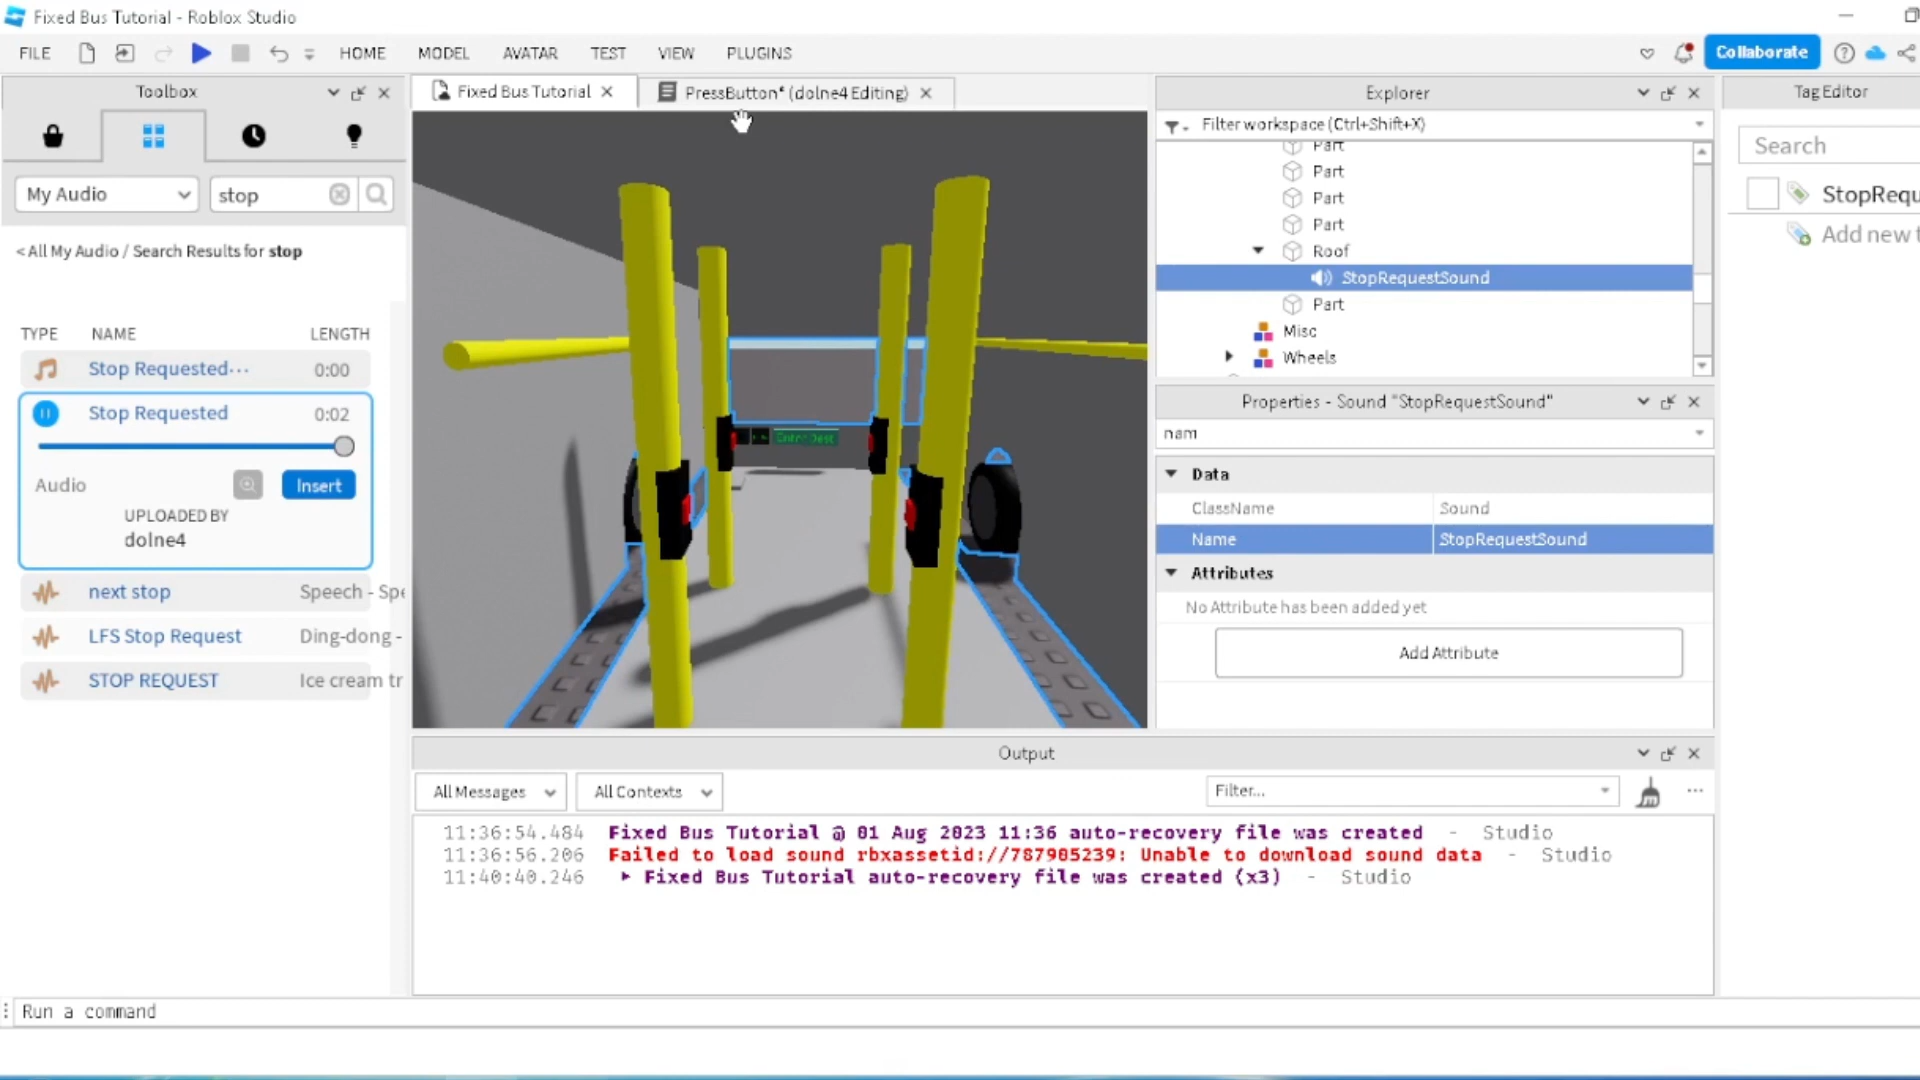 Fixed Bus Tutorial - Roblox Studio
FILE HOME MODEL AVATAR TEST VIEW PLUGINS Collaborate
Toolbox
My Audio stop
< All My Audio / Search Results for stop
TYPE NAME LENGTH
Stop Requested··· 0:00
Stop Requested 0:02
Audio Insert
UPLOADED BY
dolne4
next stop Speech - Spe
LFS Stop Request Ding-dong -
STOP REQUEST Ice cream tr
Fixed Bus Tutorial PressButton* (dolne4 Editing)
Enter Dest
Explorer
Filter workspace (Ctrl+Shift+X)
Part
Part
Part
Part
Roof
StopRequestSound
Part
Misc
Wheels
Properties - Sound "StopRequestSound"
nam
Data
ClassName Sound
Name StopRequestSound
Attributes
No Attribute has been added yet
Add Attribute
Tag Editor
Search
StopRequ
Add new t
Output
All Messages All Contexts Filter...
11:36:54.484 Fixed Bus Tutorial @ 01 Aug 2023 11:36 auto-recovery file was created - Studio
11:36:56.206 Failed to load sound rbxassetid://787905239: Unable to download sound data - Studio
11:40:40.246 Fixed Bus Tutorial auto-recovery file was created (x3) - Studio
Run a command